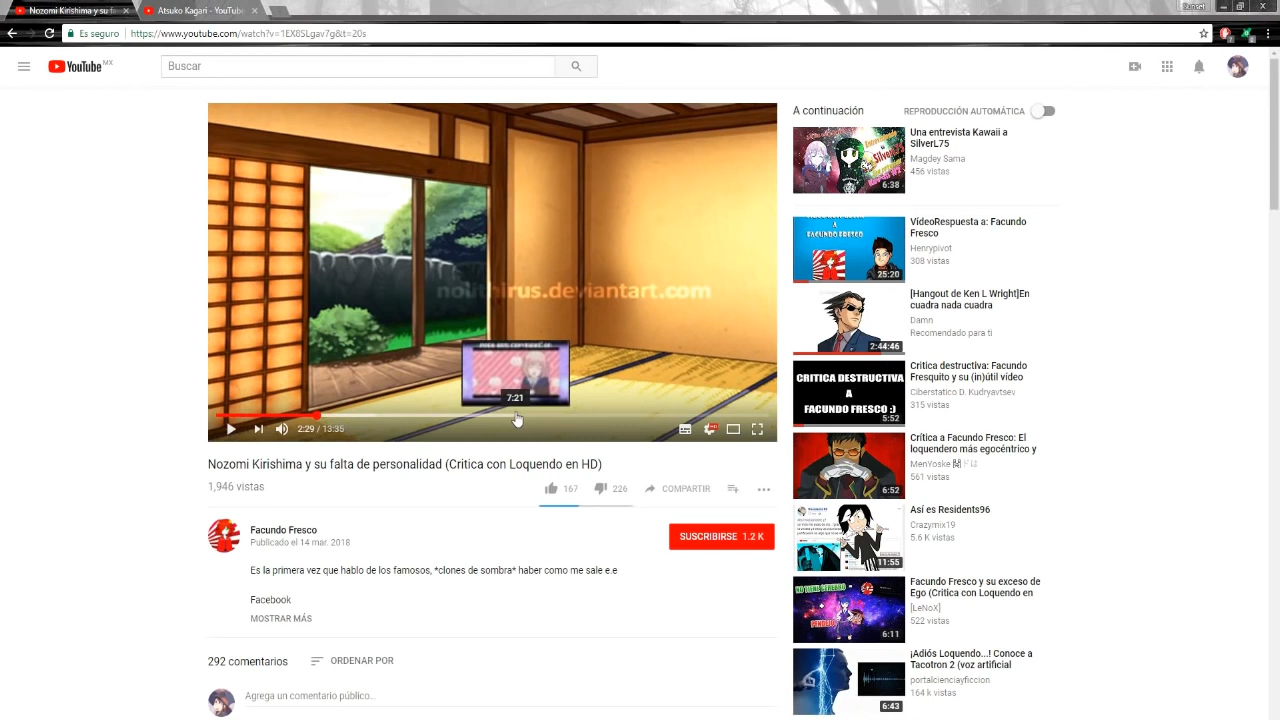 Nozomi Kirishima y su fa
Atsuko Kagari - YouTube
Es seguro
https://www.youtube.com/watch?v=1EX8SLgav7g&t=20s
YouTube MX
Buscar
nolithirus.deviantart.com
7:21
2:29 / 13:35
HD
Nozomi Kirishima y su falta de personalidad (Critica con Loquendo en HD)
1,946 vistas
167
226
COMPARTIR
Facundo Fresco
Publicado el 14 mar. 2018
SUSCRIBIRSE 1.2 K
Es la primera vez que hablo de los famosos, *clones de sombra* haber como me sale e.e
Facebook
MOSTRAR MÁS
292 comentarios
ORDENAR POR
Agrega un comentario público...
A continuación
REPRODUCCIÓN AUTOMÁTICA
6:38
Una entrevista Kawaii a
SilverL75
Magdey Sama
456 vistas
A
FACUNDO FRESCO
25:20
VídeoRespuesta a: Facundo
Fresco
Henrypivot
308 vistas
2:44:46
[Hangout de Ken L Wright]En
cuadra nada cuadra
Damn
Recomendado para ti
CRITICA DESTRUCTIVA
A
FACUNDO FRESCO :)
5:52
Critica destructiva: Facundo
Fresquito y su (in)útil video
Ciberstatico D. Kudryavtsev
315 vistas
6:52
Crítica a Facundo Fresco: El
loquendero más egocéntrico y
MenYoske
561 vistas
11:55
Así es Residents96
Crazymix19
5.6 K vistas
6:11
Facundo Fresco y su exceso de
Ego (Critica con Loquendo en
[LeNoX]
522 vistas
6:43
¡Adiós Loquendo...! Conoce a
Tacotron 2 (voz artificial
portalcienciayficcion
164 k vistas